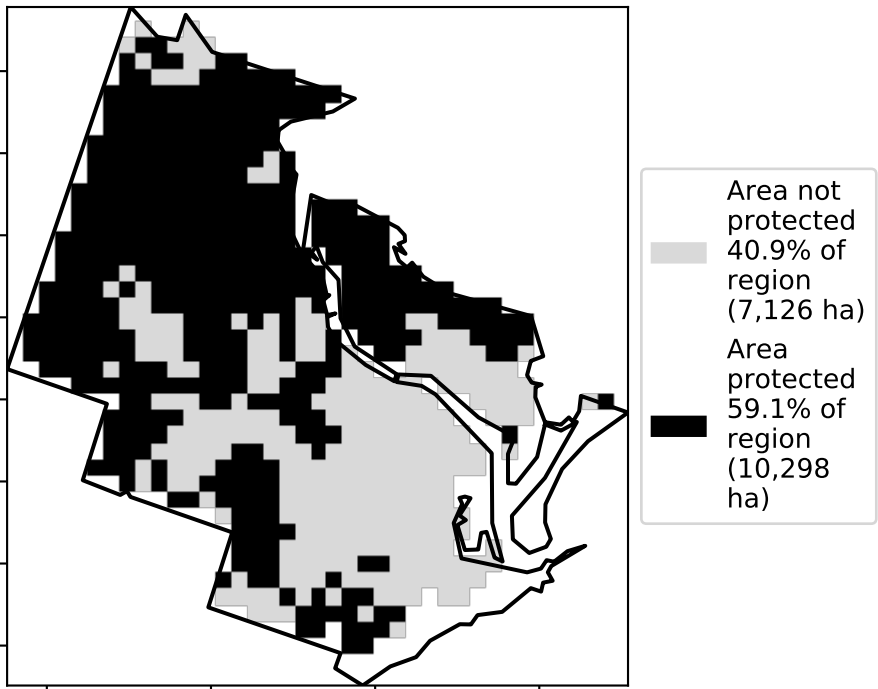 Area not
protected
40.9% of
region
(7,126 ha)
Area
protected
59.1% of
region
(10,298
ha)